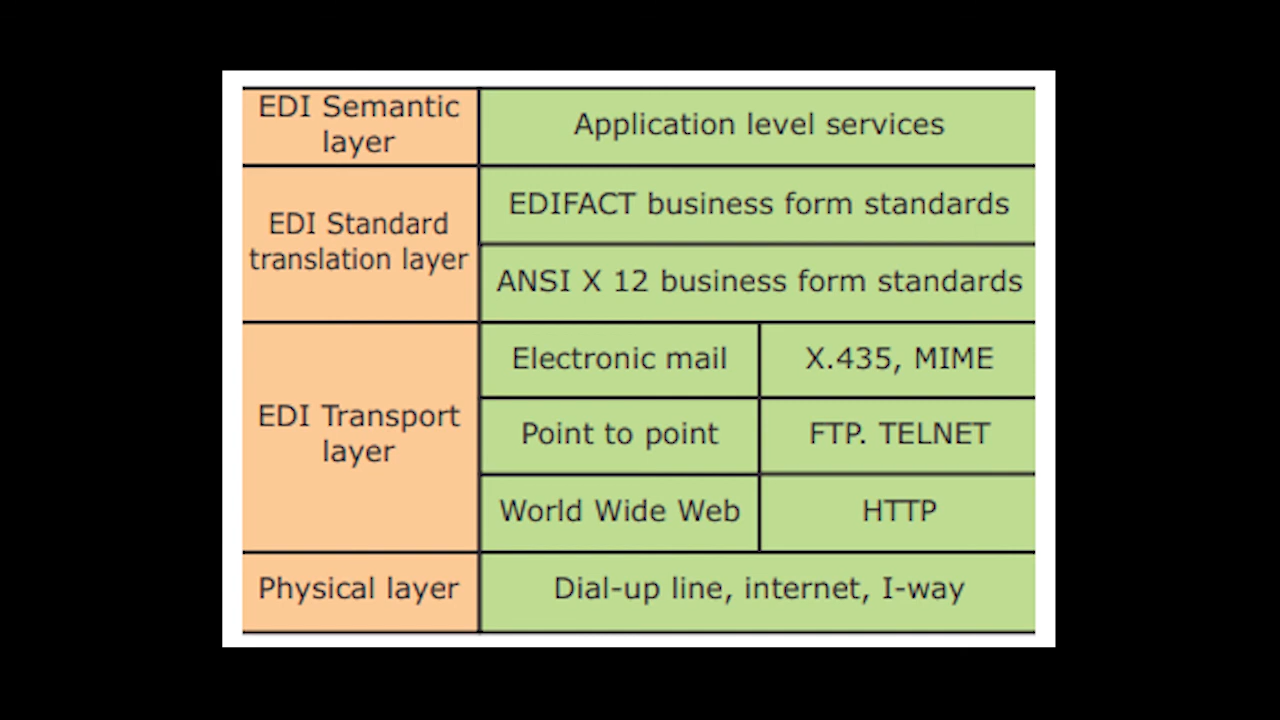 EDI Semantic
layer
Application level services
EDI Standard
translation layer
EDIFACT business form standards
ANSI X 12 business form standards
EDI Transport
layer
Electronic mail
X.435, MIME
Point to point
FTP. TELNET
World Wide Web
HTTP
Physical layer
Dial-up line, internet, I-way